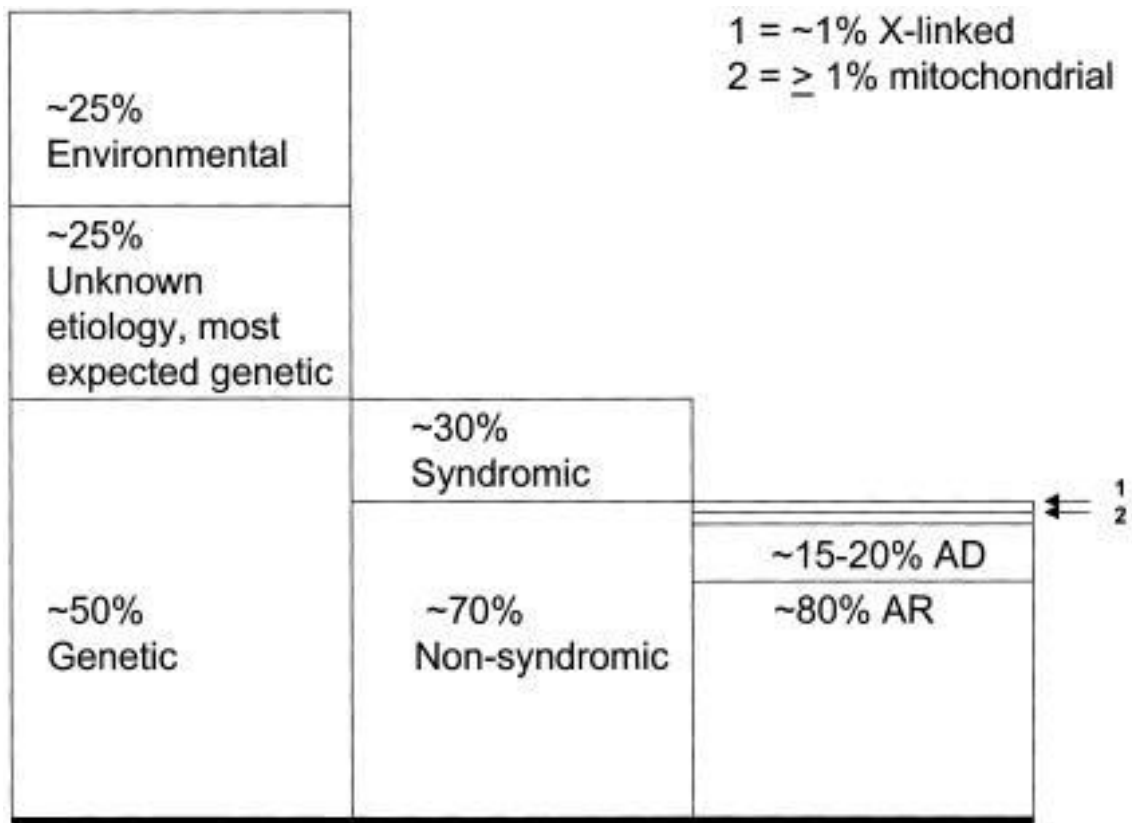 1 = ~1% X-linked
2 = ≥ 1% mitochondrial
~25%
Environmental
~25%
Unknown
etiology, most
expected genetic
~30%
Syndromic
1
2
~15-20% AD
~50%
Genetic
~70%
Non-syndromic
~80% AR